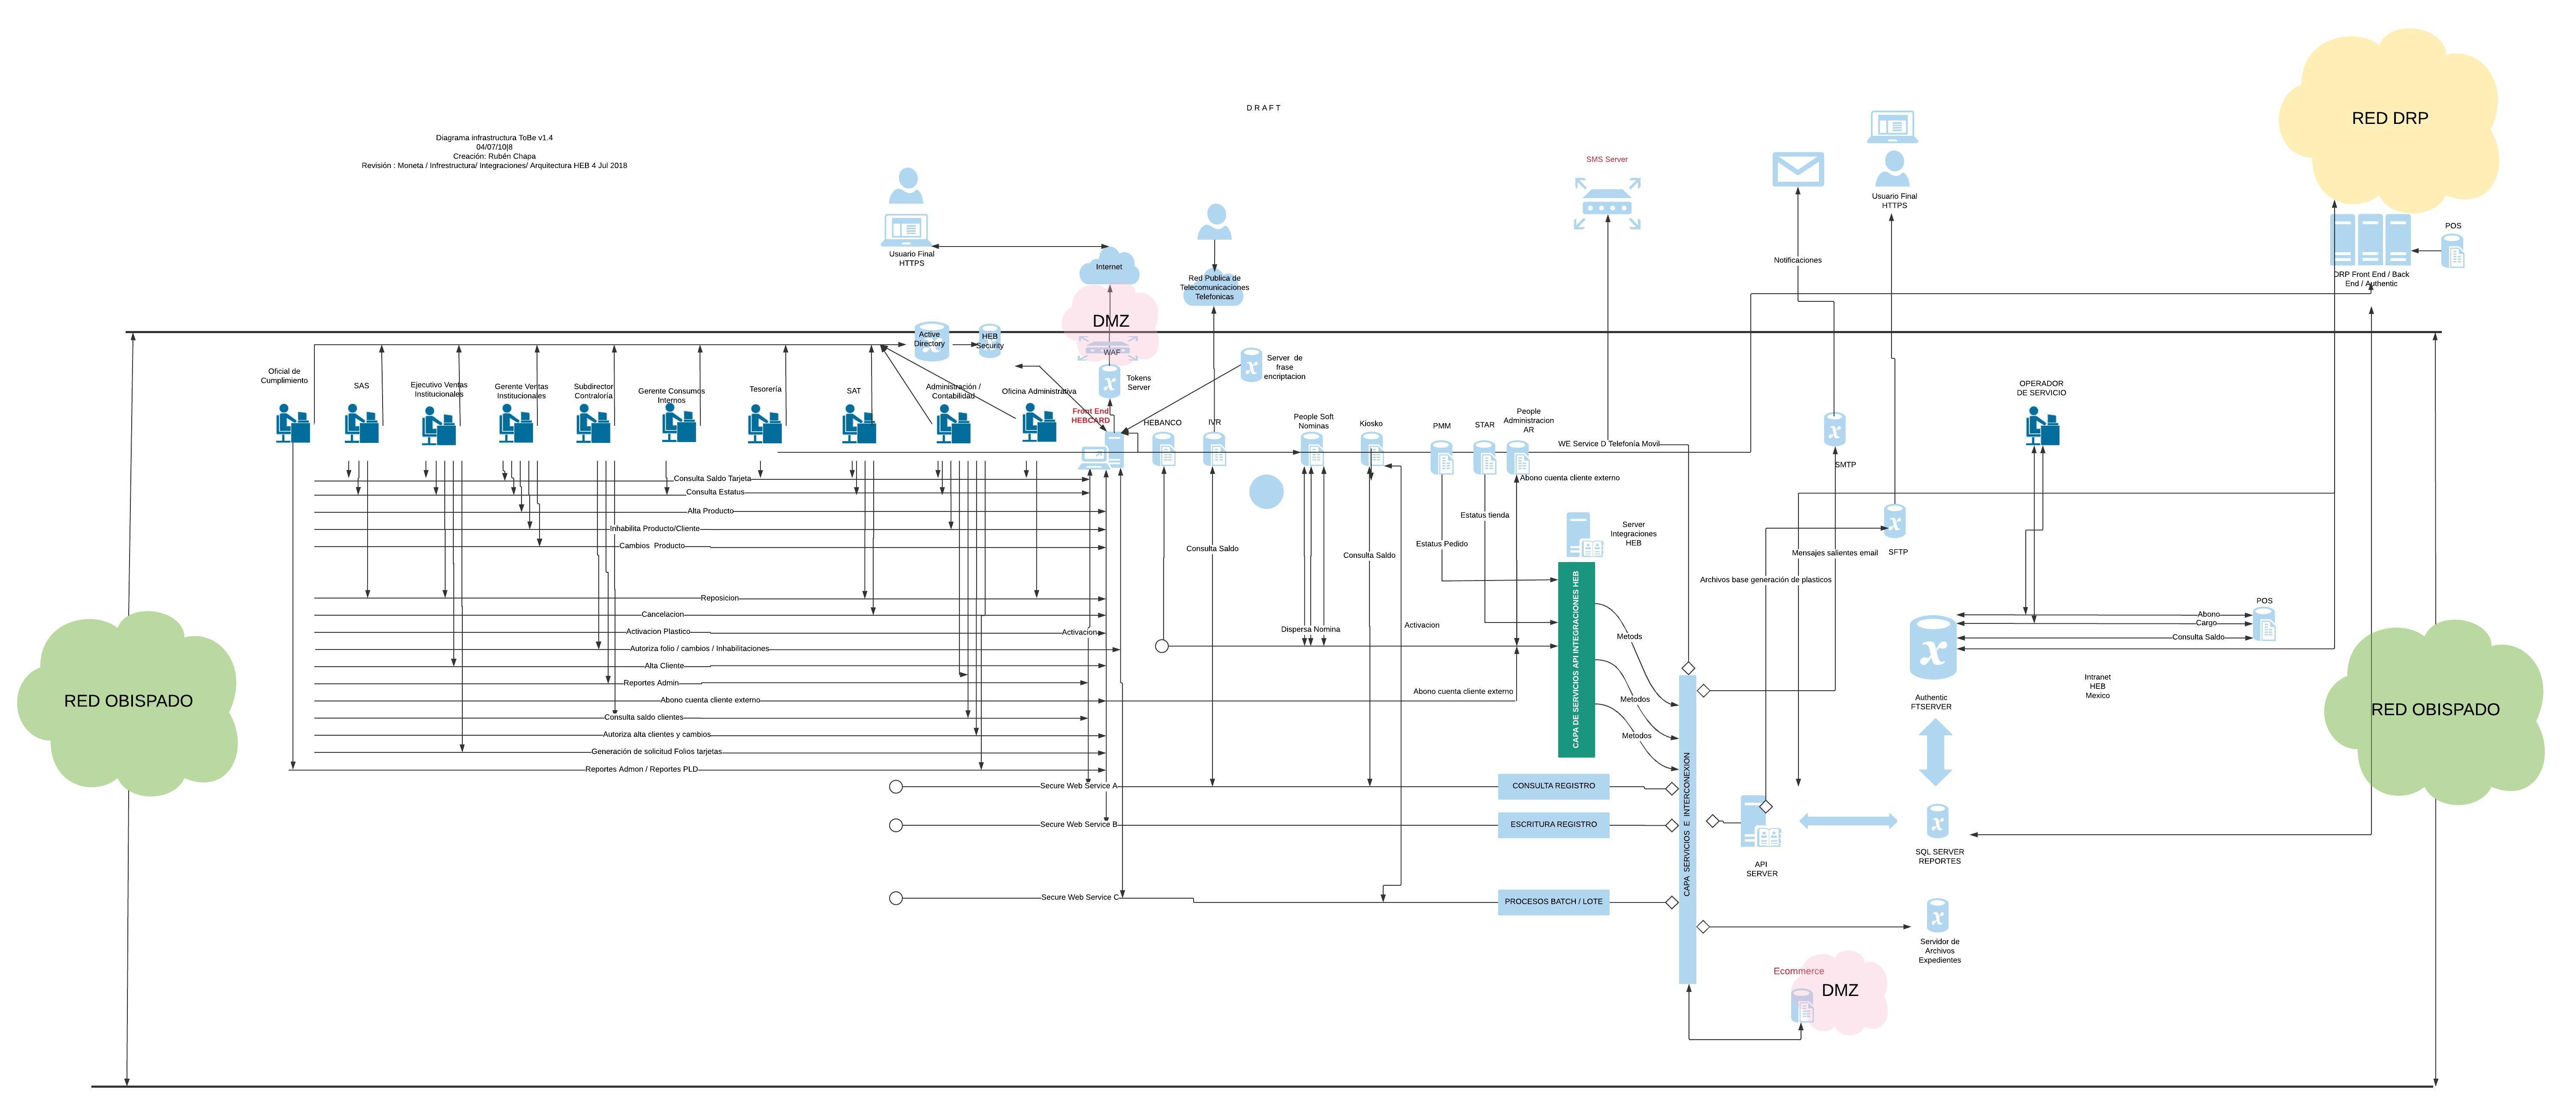 D R A F T
Diagrama infrastructura ToBe v1.4
04/07/10|8
Creación: Rubén Chapa
Revisión : Moneta / Infrestructura/ Integraciones/ Arquitectura HEB 4 Jul 2018
RED DRP
SMS Server
Usuario Final
HTTPS
POS
Usuario Final
HTTPS
Internet
Red Publica de
Telecomunicaciones
Telefonicas
Notificaciones
DRP Front End / Back
End / Authentic
DMZ
WAF
Active
Directory
HEB
Security
Tokens
Server
Server de
frase
encriptacion
Oficial de
Cumplimiento
SAS
Ejecutivo Ventas
Institucionales
Gerente Ventas
Institucionales
Subdirector
Contraloría
Gerente Consumos
Internos
Tesorería
SAT
Administración /
Contabilidad
Oficina Administrativa
Front End
HEBCARD
HEBANCO
IVR
People Soft
Nominas
Kiosko
PMM
STAR
People
Administracion
AR
WE Service D Telefonía Movil
SMTP
OPERADOR
DE SERVICIO
Abono cuenta cliente externo
Consulta Saldo Tarjeta
Consulta Estatus
Alta Producto
Inhabilita Producto/Cliente
Cambios Producto
Reposicion
Cancelacion
Activacion Plastico
Activacion
Autoriza folio / cambios / Inhabilitaciones
Alta Cliente
Reportes Admin
Abono cuenta cliente externo
Consulta saldo clientes
Autoriza alta clientes y cambios
Generación de solicitud Folios tarjetas
Reportes Admon / Reportes PLD
Consulta Saldo
Dispersa Nomina
Consulta Saldo
Activacion
Estatus Pedido
Estatus tienda
Abono cuenta cliente externo
Server
Integraciones
HEB
CAPA DE SERVICIOS API INTEGRACIONES HEB
Metods
Metodos
Metodos
CAPA SERVICIOS E INTERCONEXION
Mensajes salientes email
SFTP
Archivos base generación de plasticos
POS
Abono
Cargo
Consulta Saldo
Authentic
FTSERVER
Intranet
HEB
Mexico
RED OBISPADO
RED OBISPADO
Secure Web Service A
CONSULTA REGISTRO
Secure Web Service B
ESCRITURA REGISTRO
Secure Web Service C
PROCESOS BATCH / LOTE
API
SERVER
SQL SERVER
REPORTES
Servidor de
Archivos
Expedientes
Ecommerce
DMZ